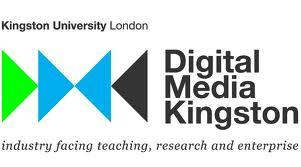 Kingston University London
Digital
Media
Kingston
industry facing teaching, research and enterprise